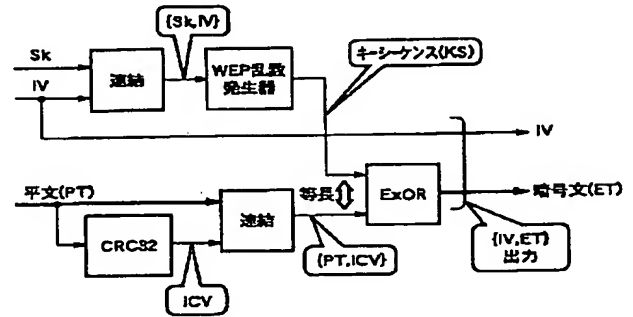 {Sk,IV}
Sk
連結
WEP乱数
発生器
キーシーケンス(KS)
IV
IV
平文(PT)
等長
ExOR
暗号文(ET)
連結
CRC32
{PT,ICV}
{IV,ET}
出力
ICV